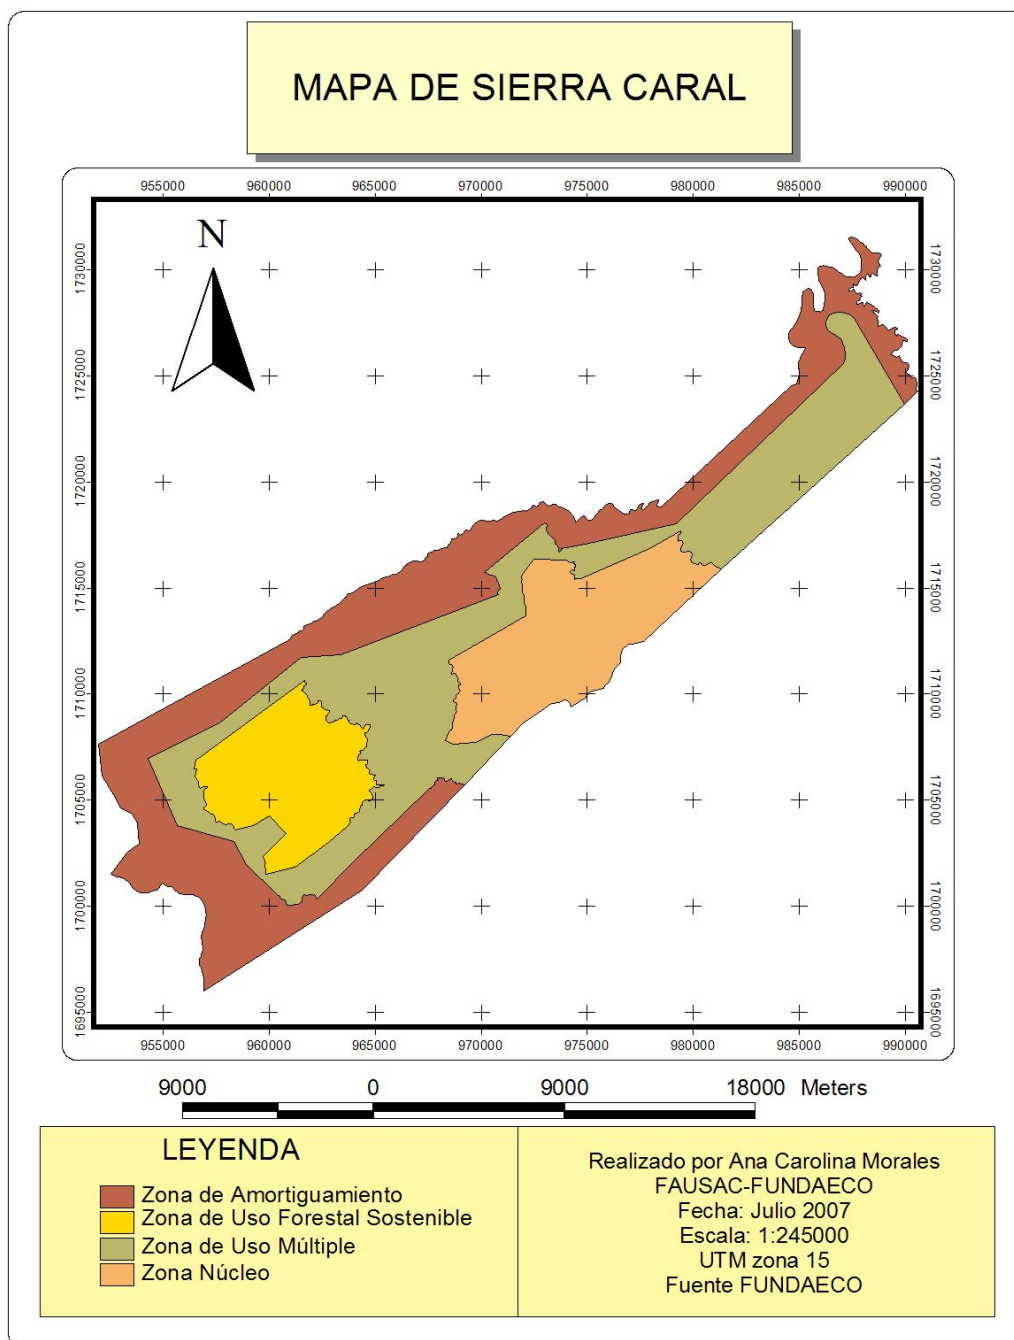 MAPA DE SIERRA CARAL
955000 960000 965000 970000 975000 980000 985000 990000
N
1730000 1730000
1725000 1725000
1720000 1720000
1715000 1715000
1710000 1710000
1705000 1705000
1700000 1700000
1695000 1695000
955000 960000 965000 970000 975000 980000 985000 990000
9000 0 9000 18000 Meters
LEYENDA
Zona de Amortiguamiento
Zona de Uso Forestal Sostenible
Zona de Uso Múltiple
Zona Núcleo
Realizado por Ana Carolina Morales
FAUSAC-FUNDAECO
Fecha: Julio 2007
Escala: 1:245000
UTM zona 15
Fuente FUNDAECO